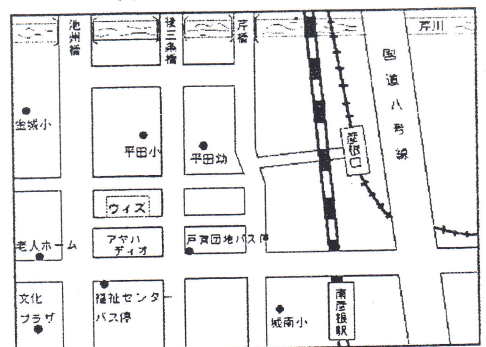 池州橋
後三条橋
芹橋
芹川
国道八号線
金城小
平田小
平田幼
彦根口
ウィズ
老人ホーム
アヤハ
ディオ
戸賀団地バス停
文化
プラザ
福祉センター
バス停
城南小
南彦根駅